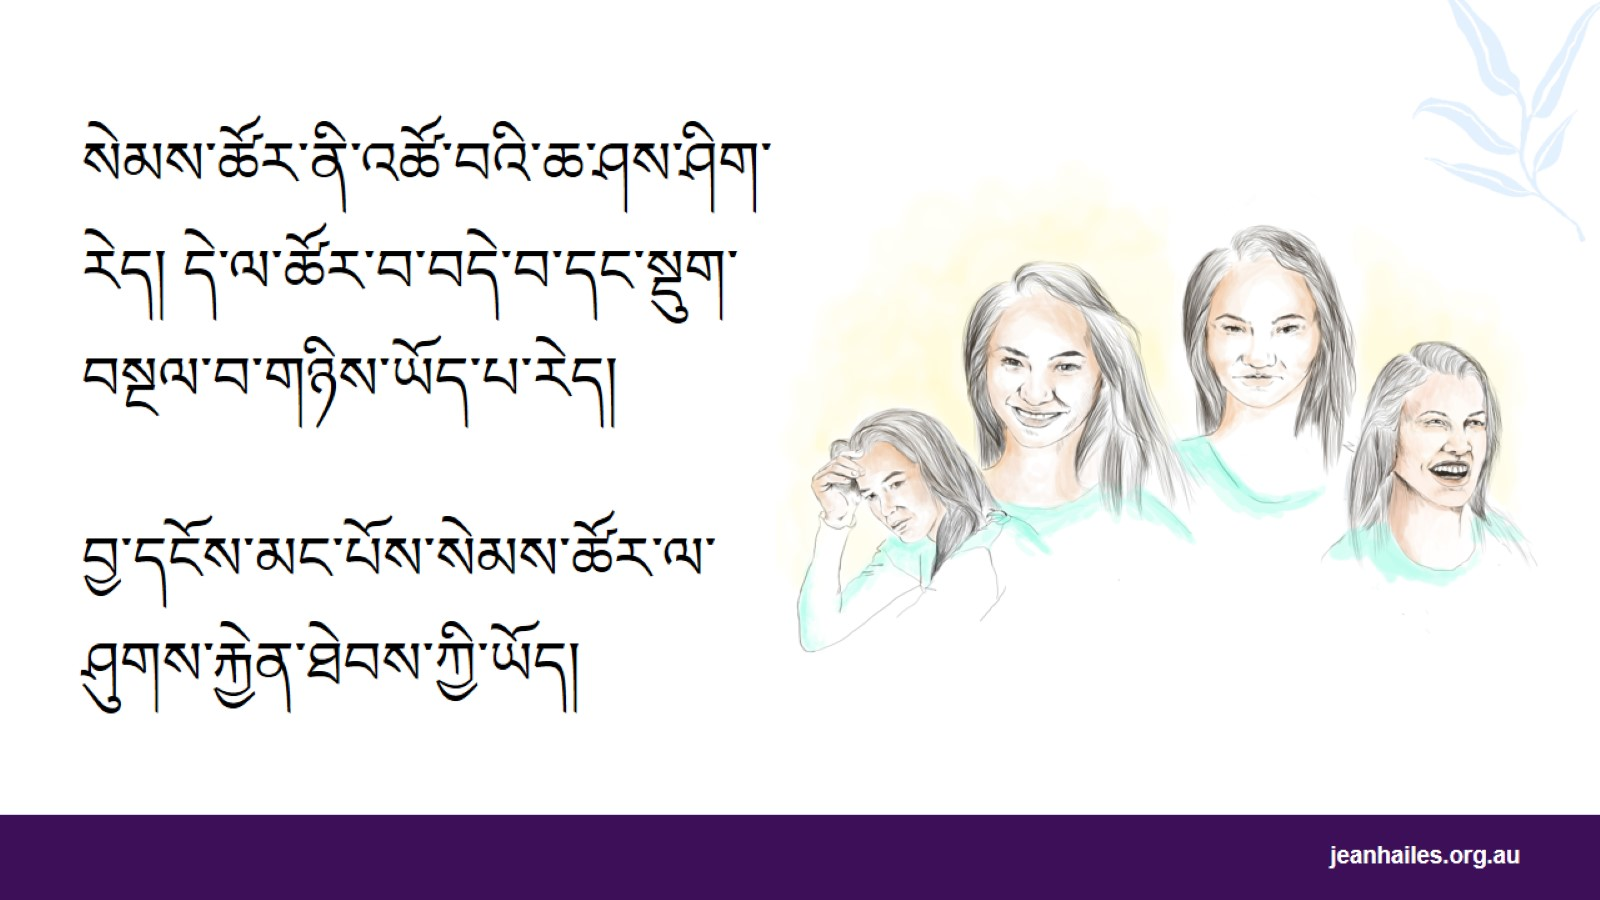 སེམས་ཚོར་ནི་འཚོ་བའི་ཆ་ཤས་ཤིག་
རེད། དེ་ལ་ཚོར་བ་བདེ་བ་དང་སྡུག་
བསྔལ་བ་གཉིས་ཡོད་པ་རེད།
བྱ་དངོས་མང་པོས་སེམས་ཚོར་ལ་
ཤུགས་རྐྱེན་ཐེབས་ཀྱི་ཡོད།
jeanhailes.org.au